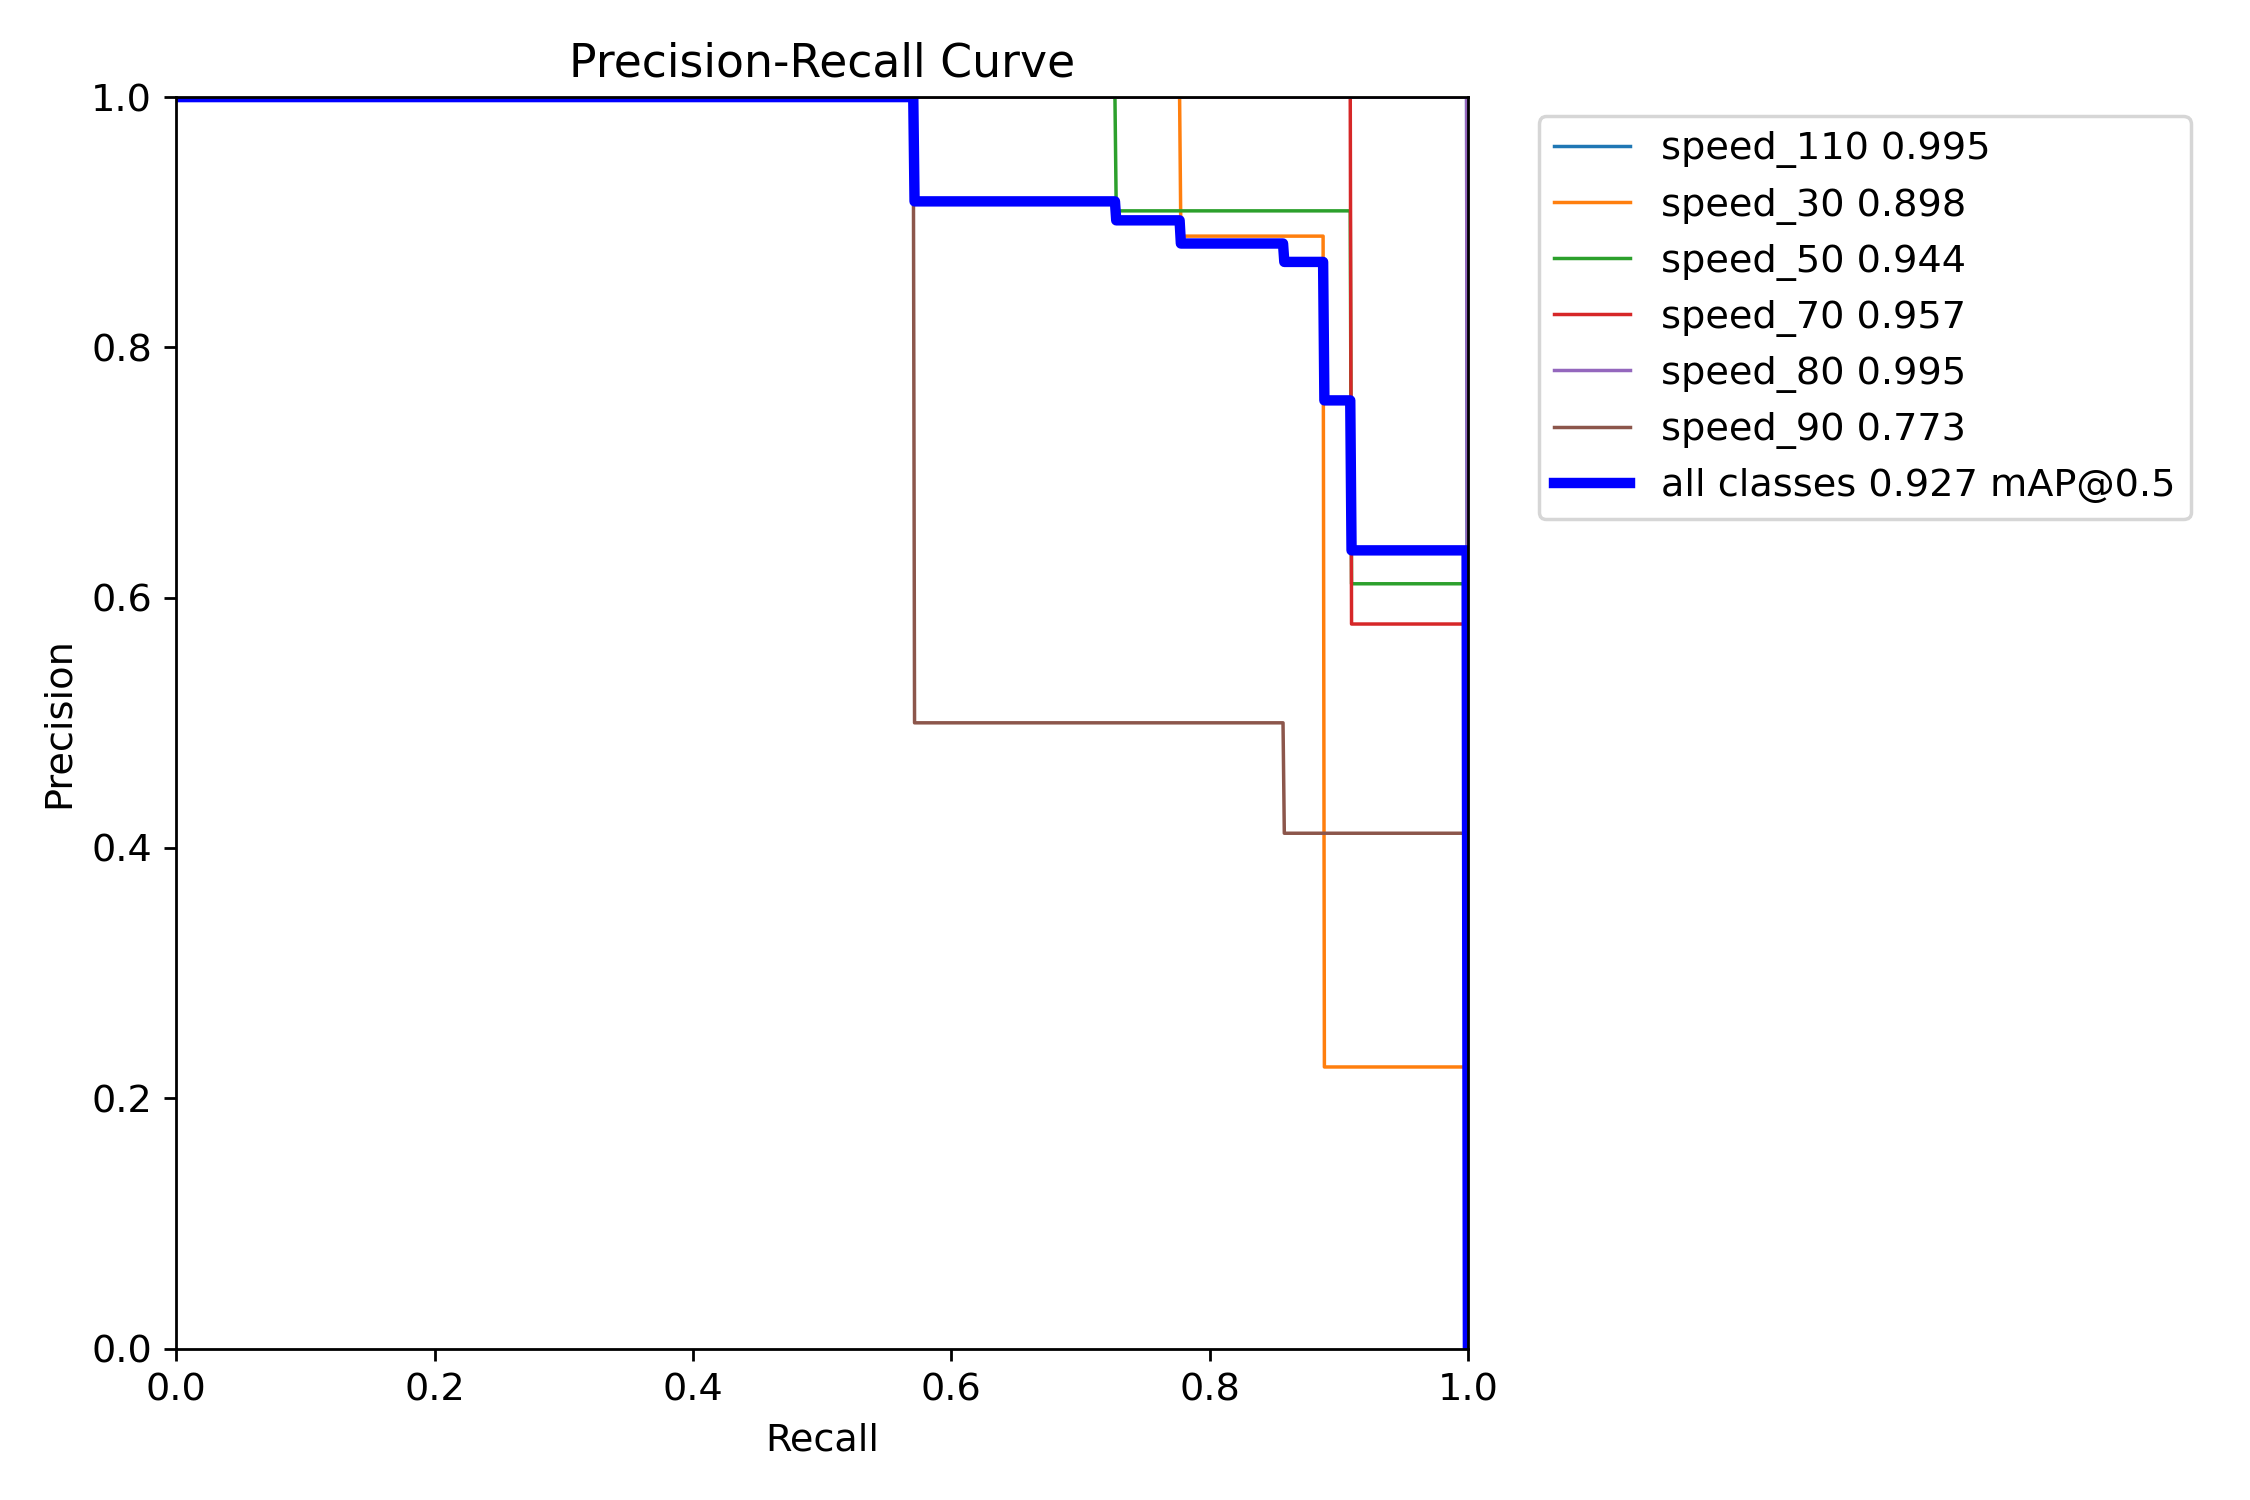 Precision-Recall Curve
1.0
0.8
0.6
0.4
0.2
0.0
Precision
0.0 0.2 0.4 0.6 0.8 1.0
Recall
speed_110 0.995
speed_30 0.898
speed_50 0.944
speed_70 0.957
speed_80 0.995
speed_90 0.773
all classes 0.927 mAP@0.5